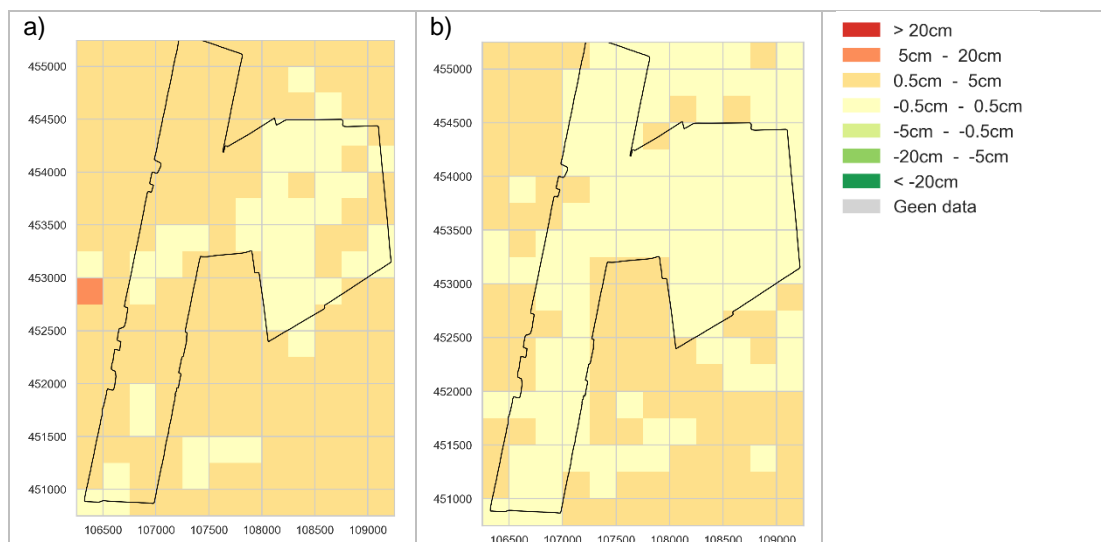 a)
455000
454500
454000
453500
453000
452500
452000
451500
451000
106500 107000 107500 108000 108500 109000
b)
455000
454500
454000
453500
453000
452500
452000
451500
451000
106500 107000 107500 108000 108500 109000
> 20cm
5cm - 20cm
0.5cm - 5cm
-0.5cm - 0.5cm
-5cm - -0.5cm
-20cm - -5cm
< -20cm
Geen data